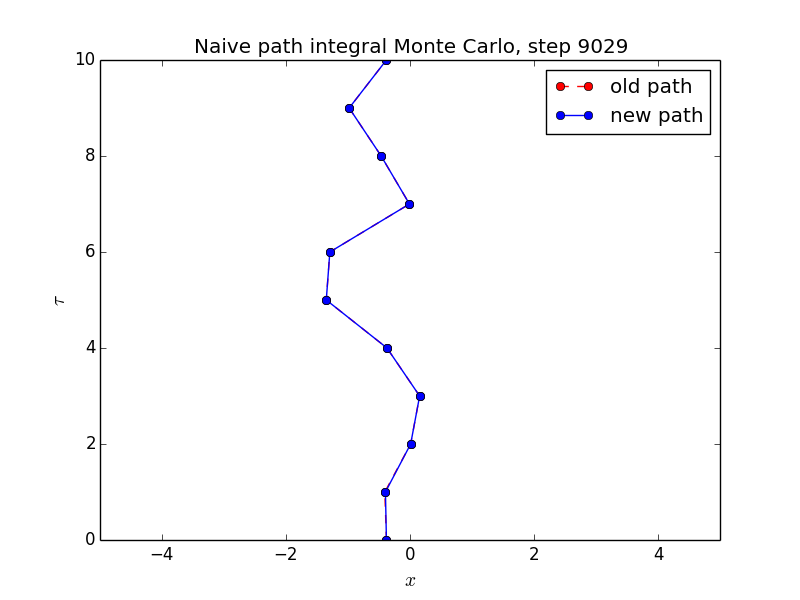 Naive path integral Monte Carlo, step 9029
old path
new path
10
8
6
4
2
0
τ
−4
−2
0
2
4
x